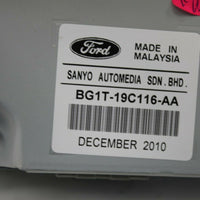 Ford
MADE IN
MALAYSIA
SANYO AUTOMEDIA SDN. BHD.
BG1T-19C116-AA
DECEMBER 2010